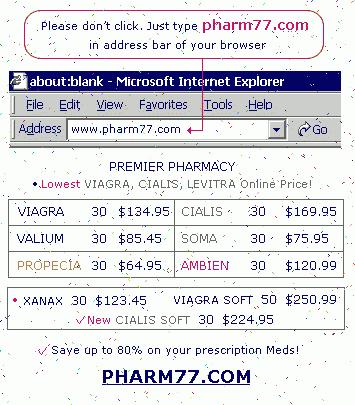 Please don't click. Just type pharm77.com
in address bar of your browser
about:blank - Microsoft Internet Explorer
File Edit View Favorites Tools Help
Address www.pharm77.com Go
PREMIER PHARMACY
•Lowest VIAGRA, CIALIS, LEVITRA Online Price!
VIAGRA 30 $134.95 CIALIS 30 $169.95
VALIUM 30 $85.45 SOMA 30 $75.95
PROPECIA 30 $64.95 AMBIEN 30 $120.99
• XANAX 30 $123.45 VIAGRA SOFT 50 $250.99
✓New CIALIS SOFT 30 $224.95
✓ Save up to 80% on your prescription Meds!
PHARM77.COM